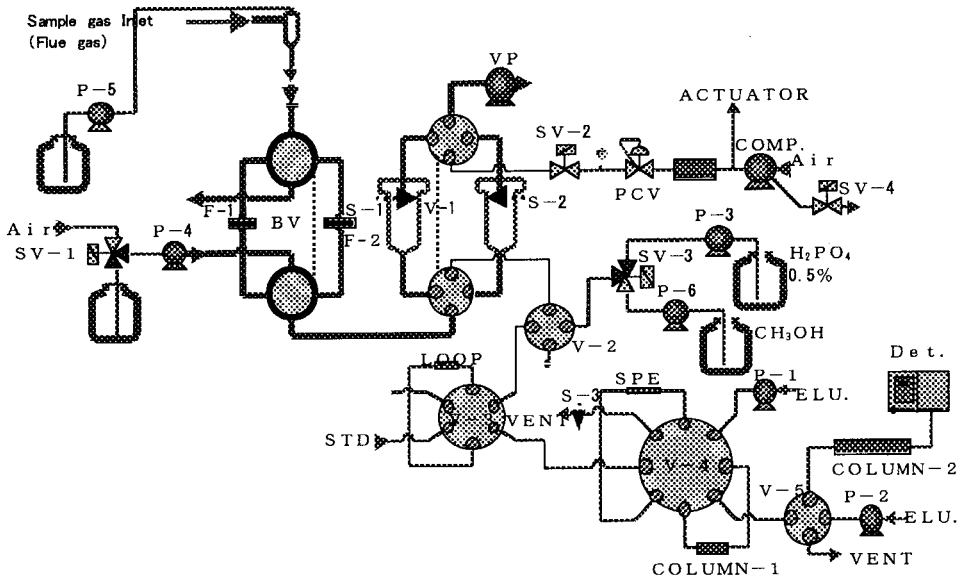 Sample gas Inlet
(Flue gas)
P-5
VP
ACTUATOR
SV-2
COMP.
Air
PCV
SV-4
F-1
BV
S-1
F-2
V-1
S-2
Air
SV-1
P-4
P-3
SV-3
H₂PO₄
0.5%
P-6
CH₃OH
V-2
LOOP
Det.
S-3
SPE
P-1
ELU.
STD
VENT
V-4
COLUMN-2
V-5
P-2
ELU.
COLUMN-1
VENT